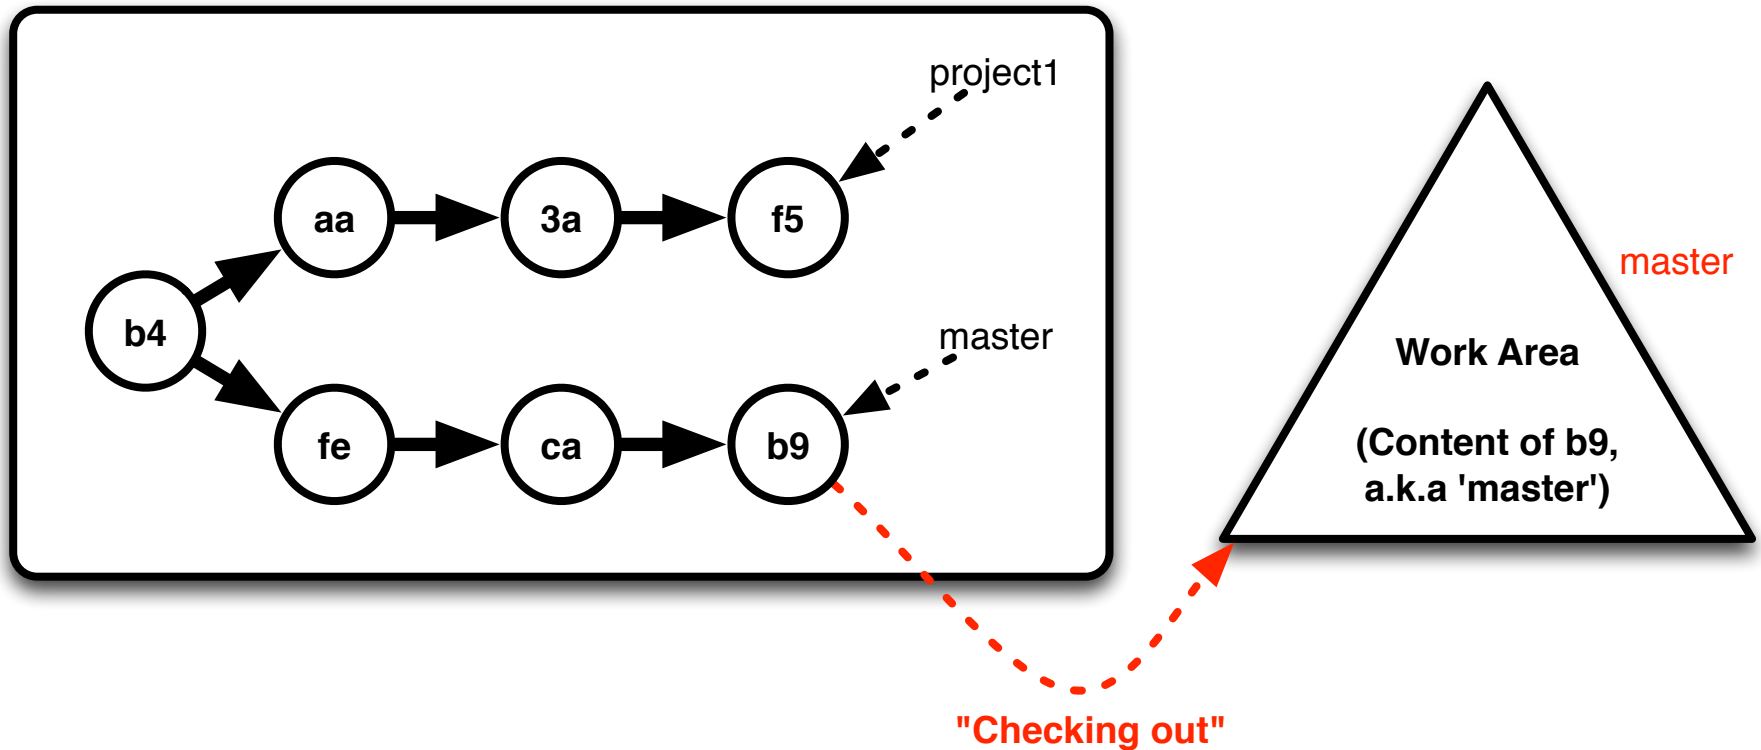 project1
aa
3a
f5
b4
master
fe
ca
b9
master
Work Area
(Content of b9,
a.k.a 'master')
"Checking out"